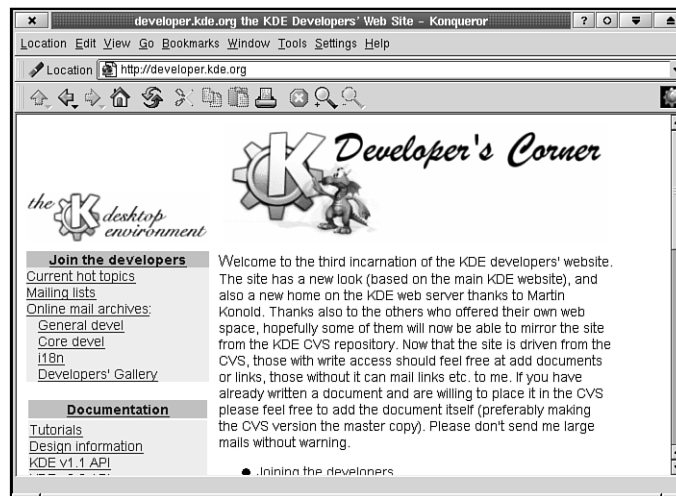 developer.kde.org the KDE Developers' Web Site - Konqueror
Location Edit View Go Bookmarks Window Tools Settings Help
Location http://developer.kde.org
Developer's Corner
the K desktop environment
Join the developers
Current hot topics
Mailing lists
Online mail archives:
General devel
Core devel
i18n
Developers' Gallery
Documentation
Tutorials
Design information
KDE v1.1 API
Welcome to the third incarnation of the KDE developers' website.
The site has a new look (based on the main KDE website), and
also a new home on the KDE web server thanks to Martin
Konold. Thanks also to the others who offered their own web
space, hopefully some of them will now be able to mirror the site
from the KDE CVS repository. Now that the site is driven from the
CVS, those with write access should feel free at add documents
or links, those without it can mail links etc. to me. If you have
already written a document and are willing to place it in the CVS
please feel free to add the document itself (preferably making
the CVS version the master copy). Please don't send me large
mails without warning.
Joining the developers